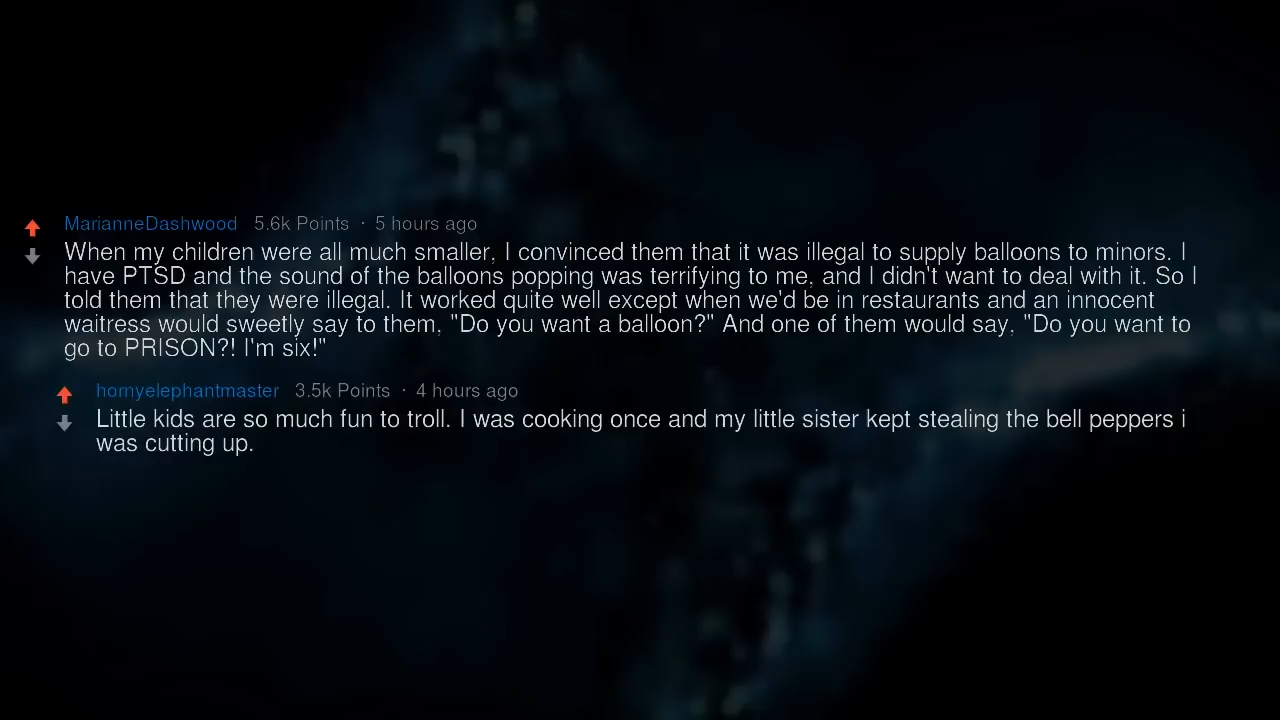 MarianneDashwood 5.6k Points · 5 hours ago
When my children were all much smaller, I convinced them that it was illegal to supply balloons to minors. I
have PTSD and the sound of the balloons popping was terrifying to me, and I didn't want to deal with it. So I
told them that they were illegal. It worked quite well except when we'd be in restaurants and an innocent
waitress would sweetly say to them, "Do you want a balloon?" And one of them would say, "Do you want to
go to PRISON?! I'm six!"
hornyelephantmaster 3.5k Points · 4 hours ago
Little kids are so much fun to troll. I was cooking once and my little sister kept stealing the bell peppers i
was cutting up.